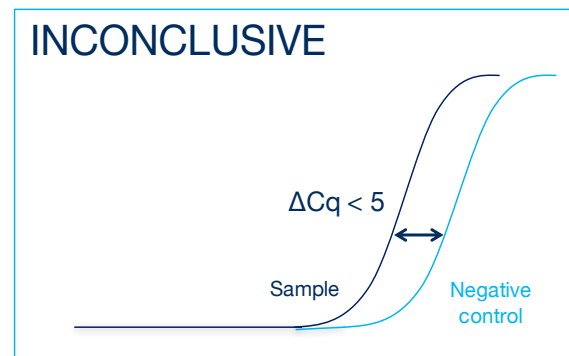 INCONCLUSIVE
ΔCq < 5
Sample
Negative
control